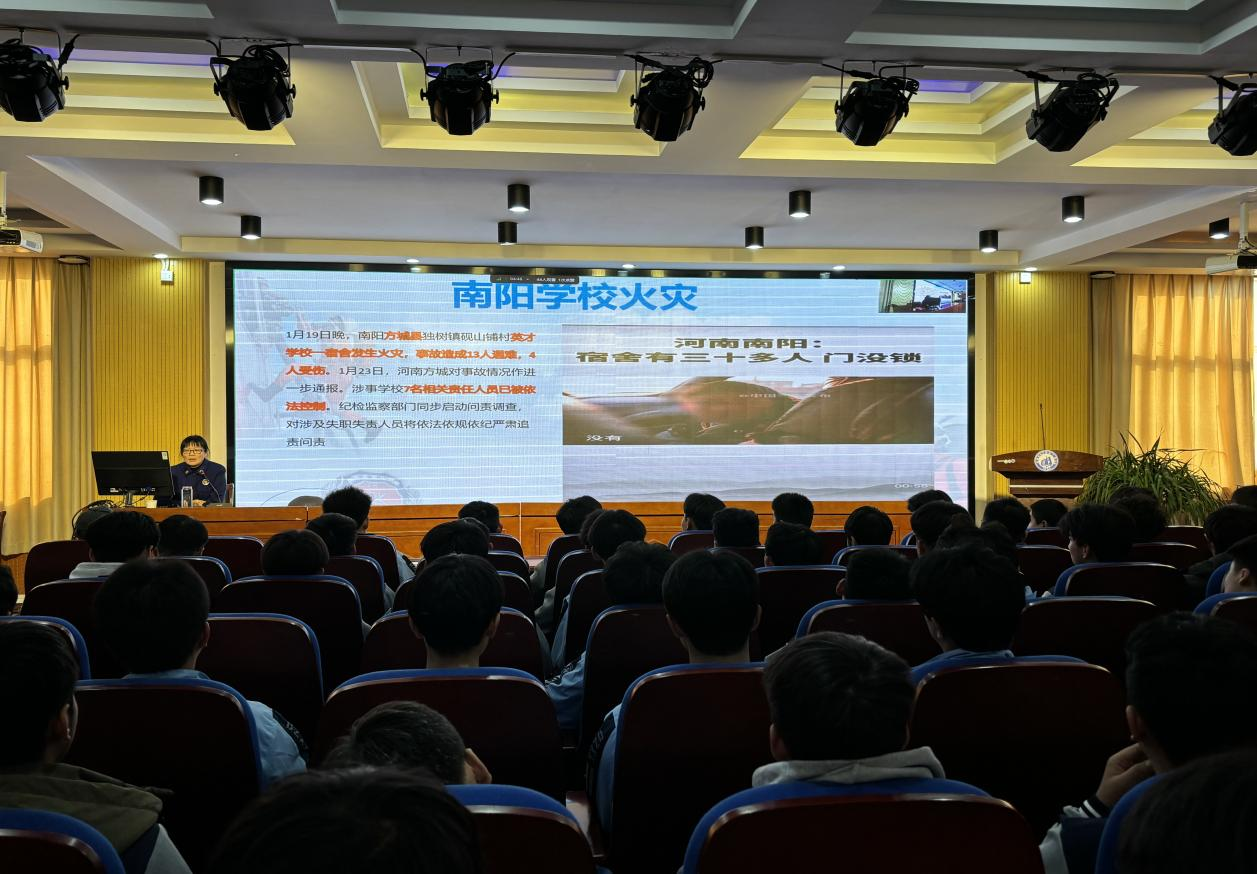 南阳学校火灾
1月19日晚，南阳方城县独树镇砚山铺村英才
学校一宿舍发生火灾，事故造成13人遇难，4
人受伤。1月23日，河南方城对事故情况作进
一步通报。涉事学校7名相关责任人员已被依
法控制。纪检监察部门同步启动问责调查，
对涉及失职失责人员将依法依规依纪严肃追
责问责
河南南阳：
宿舍有三十多人 门没锁
没有